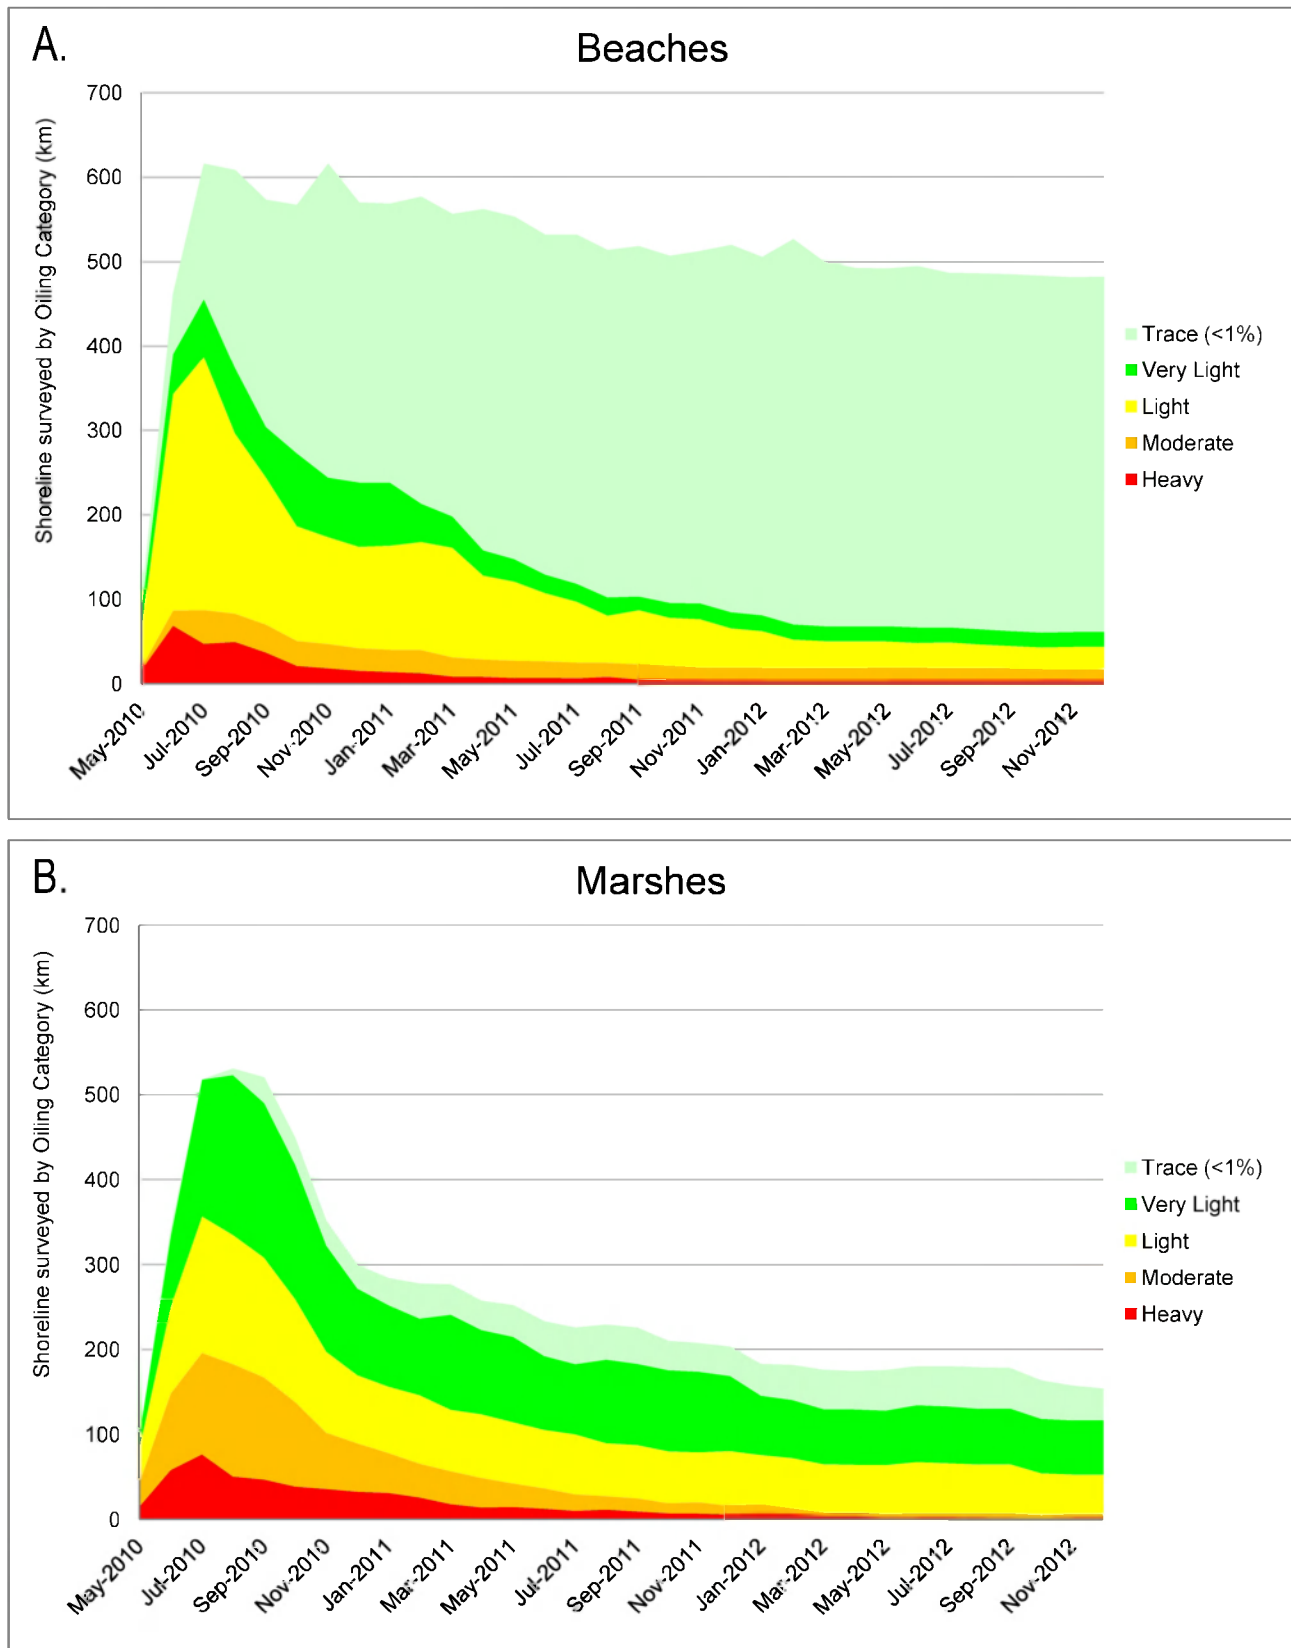 A.
Beaches
Shoreline surveyed by Oiling Category (km)
700
600
500
400
300
200
100
0
May-2010
Jul-2010
Sep-2010
Nov-2010
Jan-2011
Mar-2011
May-2011
Jul-2011
Sep-2011
Nov-2011
Jan-2012
Mar-2012
May-2012
Jul-2012
Sep-2012
Nov-2012
Trace (<1%)
Very Light
Light
Moderate
Heavy
B.
Marshes
Shoreline surveyed by Oiling Category (km)
700
600
500
400
300
200
100
0
May-2010
Jul-2010
Sep-2010
Nov-2010
Jan-2011
Mar-2011
May-2011
Jul-2011
Sep-2011
Nov-2011
Jan-2012
Mar-2012
May-2012
Jul-2012
Sep-2012
Nov-2012
Trace (<1%)
Very Light
Light
Moderate
Heavy